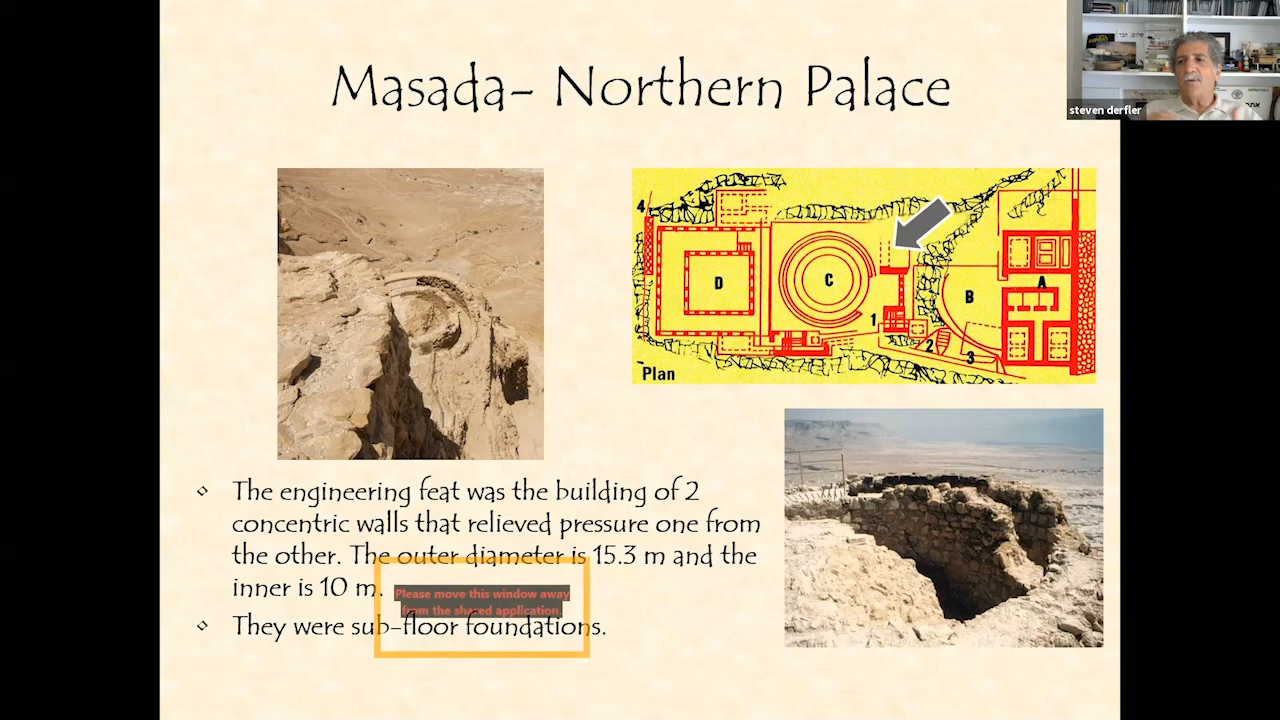 Masada- Northern Palace
steven derfler
4
D
C
B
A
1
2
3
Plan
◦ The engineering feat was the building of 2
concentric walls that relieved pressure one from
the other. The outer diameter is 15.3 m and the
inner is 10 m.
Please move this window away
from the shared application.
◦ They were sub-floor foundations.